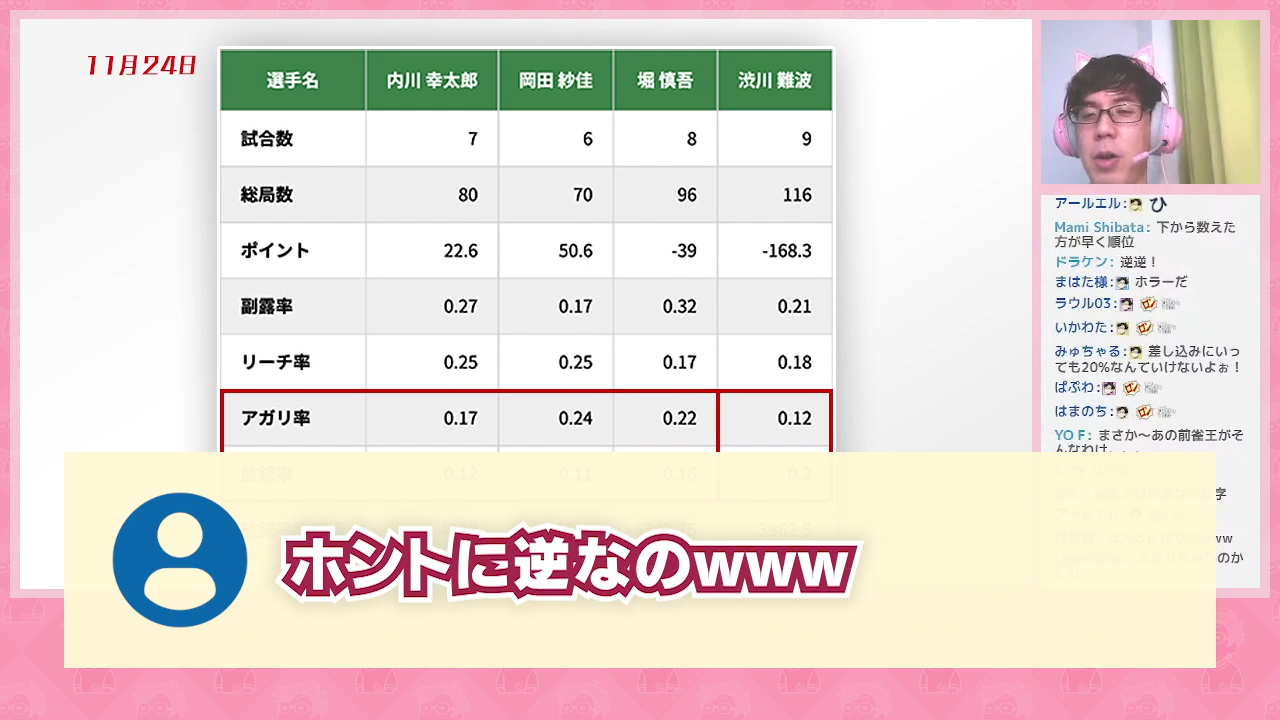 11月24日
選手名 内川 幸太郎 岡田 紗佳 堀 慎吾 渋川 難波
試合数 7 6 8 9
総局数 80 70 96 116
ポイント 22.6 50.6 -39 -168.3
副露率 0.27 0.17 0.32 0.21
リーチ率 0.25 0.25 0.17 0.18
アガリ率 0.17 0.24 0.22 0.12
放銃率 0.12 0.11 0.16 0.2
3962.5
ホントに逆なのwww
アールエル: ひ
Mami Shibata: 下から数えた
方が早く順位
ドラケン: 逆逆！
まはた様: ホラーだ
ラウル03:
いかわた:
みゅちゃる: 差し込みにいっ
ても20%なんていけないよぉ！
ぱぷわ:
はまのち:
YO F: まさか〜あの前雀王がそ
んなわけ、、、
字
ww
のか